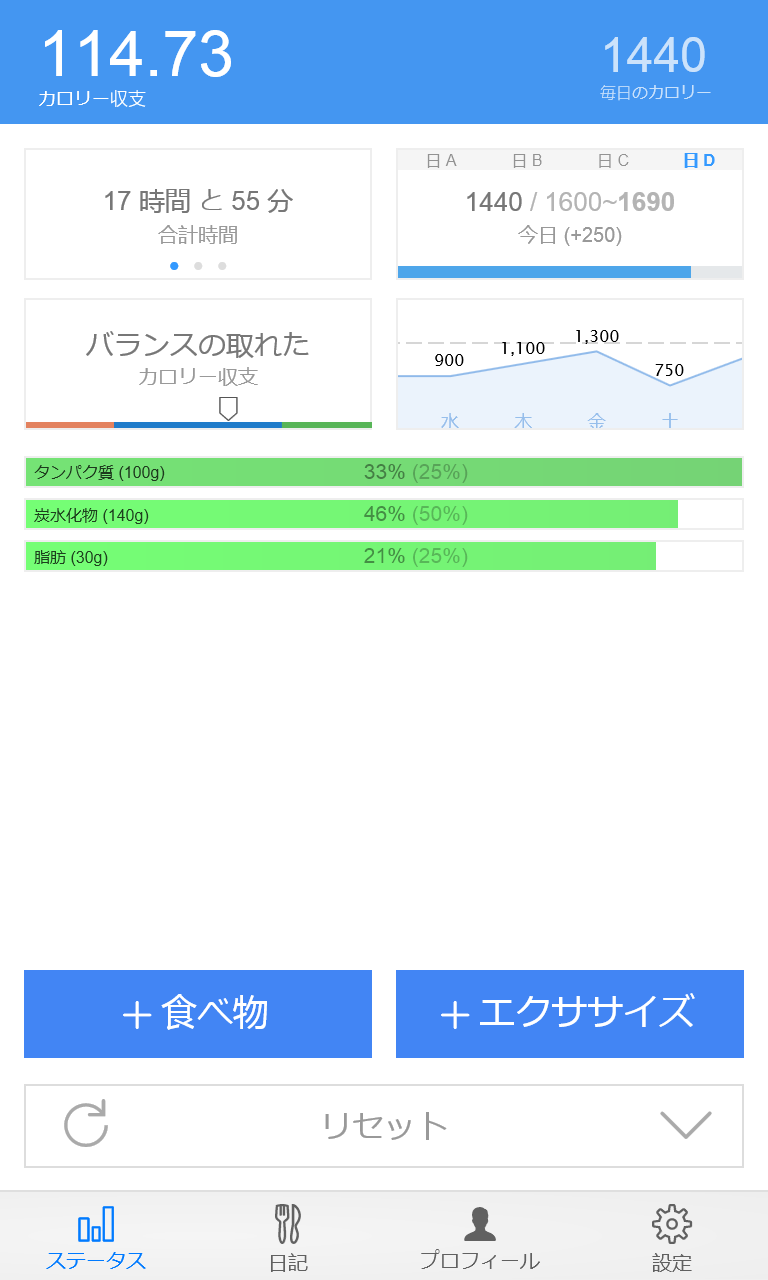 114.73
カロリー収支
1440
毎日のカロリー
17 時間 と 55 分
合計時間
日 A 日 B 日 C 日 D
1440 / 1600~1690
今日 (+250)
バランスの取れた
カロリー収支
900 1,100 1,300 750
水 木 金 土
タンパク質 (100g) 33% (25%)
炭水化物 (140g) 46% (50%)
脂肪 (30g) 21% (25%)
+ 食べ物
+ エクササイズ
リセット
ステータス 日記 プロフィール 設定